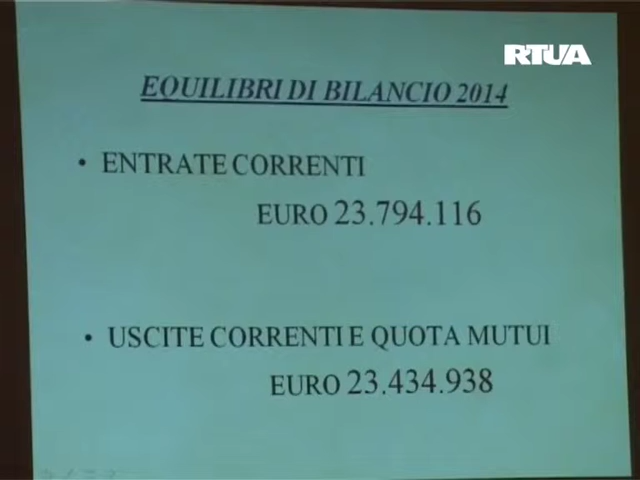 RTUA
EQUILIBRI DI BILANCIO 2014
• ENTRATE CORRENTI
EURO 23.794.116
• USCITE CORRENTI E QUOTA MUTUI
EURO 23.434.938